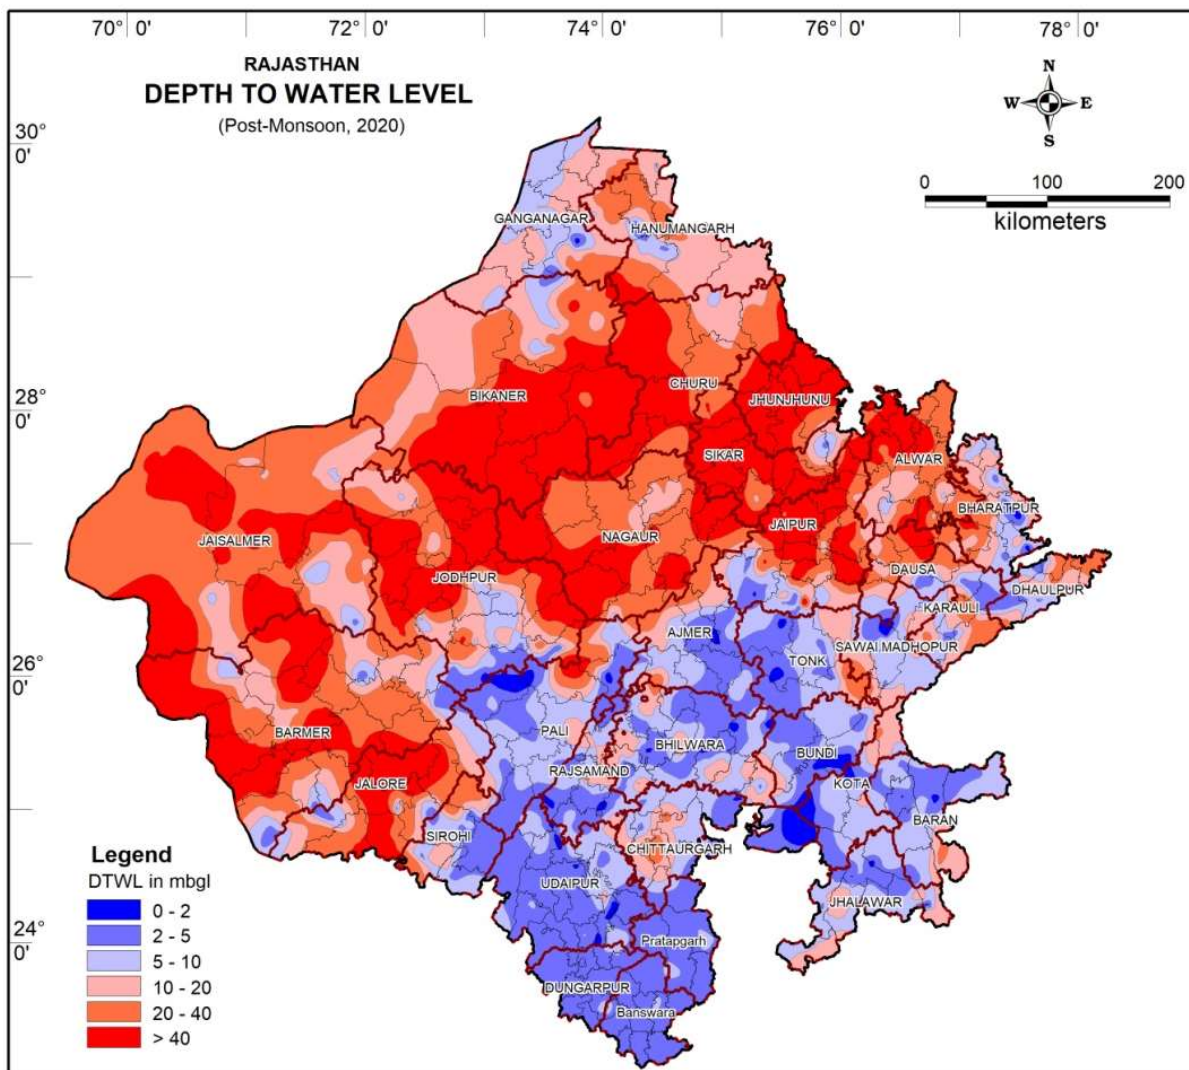 70° 0'
72° 0'
74° 0'
76° 0'
78° 0'
RAJASTHAN
DEPTH TO WATER LEVEL
(Post-Monsoon, 2020)
N
W E
S
30°
0'
0 100 200
kilometers
GANGANAGAR
HANUMANGARH
28°
0'
BIKANER
CHURU
JHUNJHUNU
SIKAR
ALWAR
BHARATPUR
JAISALMER
NAGAUR
JAIPUR
JODHPUR
DAUSA
DHAULPUR
KARAULI
AJMER
TONK
SAWAI MADHOPUR
26°
0'
BARMER
PALI
BHILWARA
BUNDI
RAJSAMAND
JALORE
KOTA
BARAN
SIROHI
CHITTAURGARH
UDAIPUR
JHALAWAR
24°
0'
Pratapgarh
DUNGARPUR
Banswara
Legend
DTWL in mbgl
0 - 2
2 - 5
5 - 10
10 - 20
20 - 40
> 40